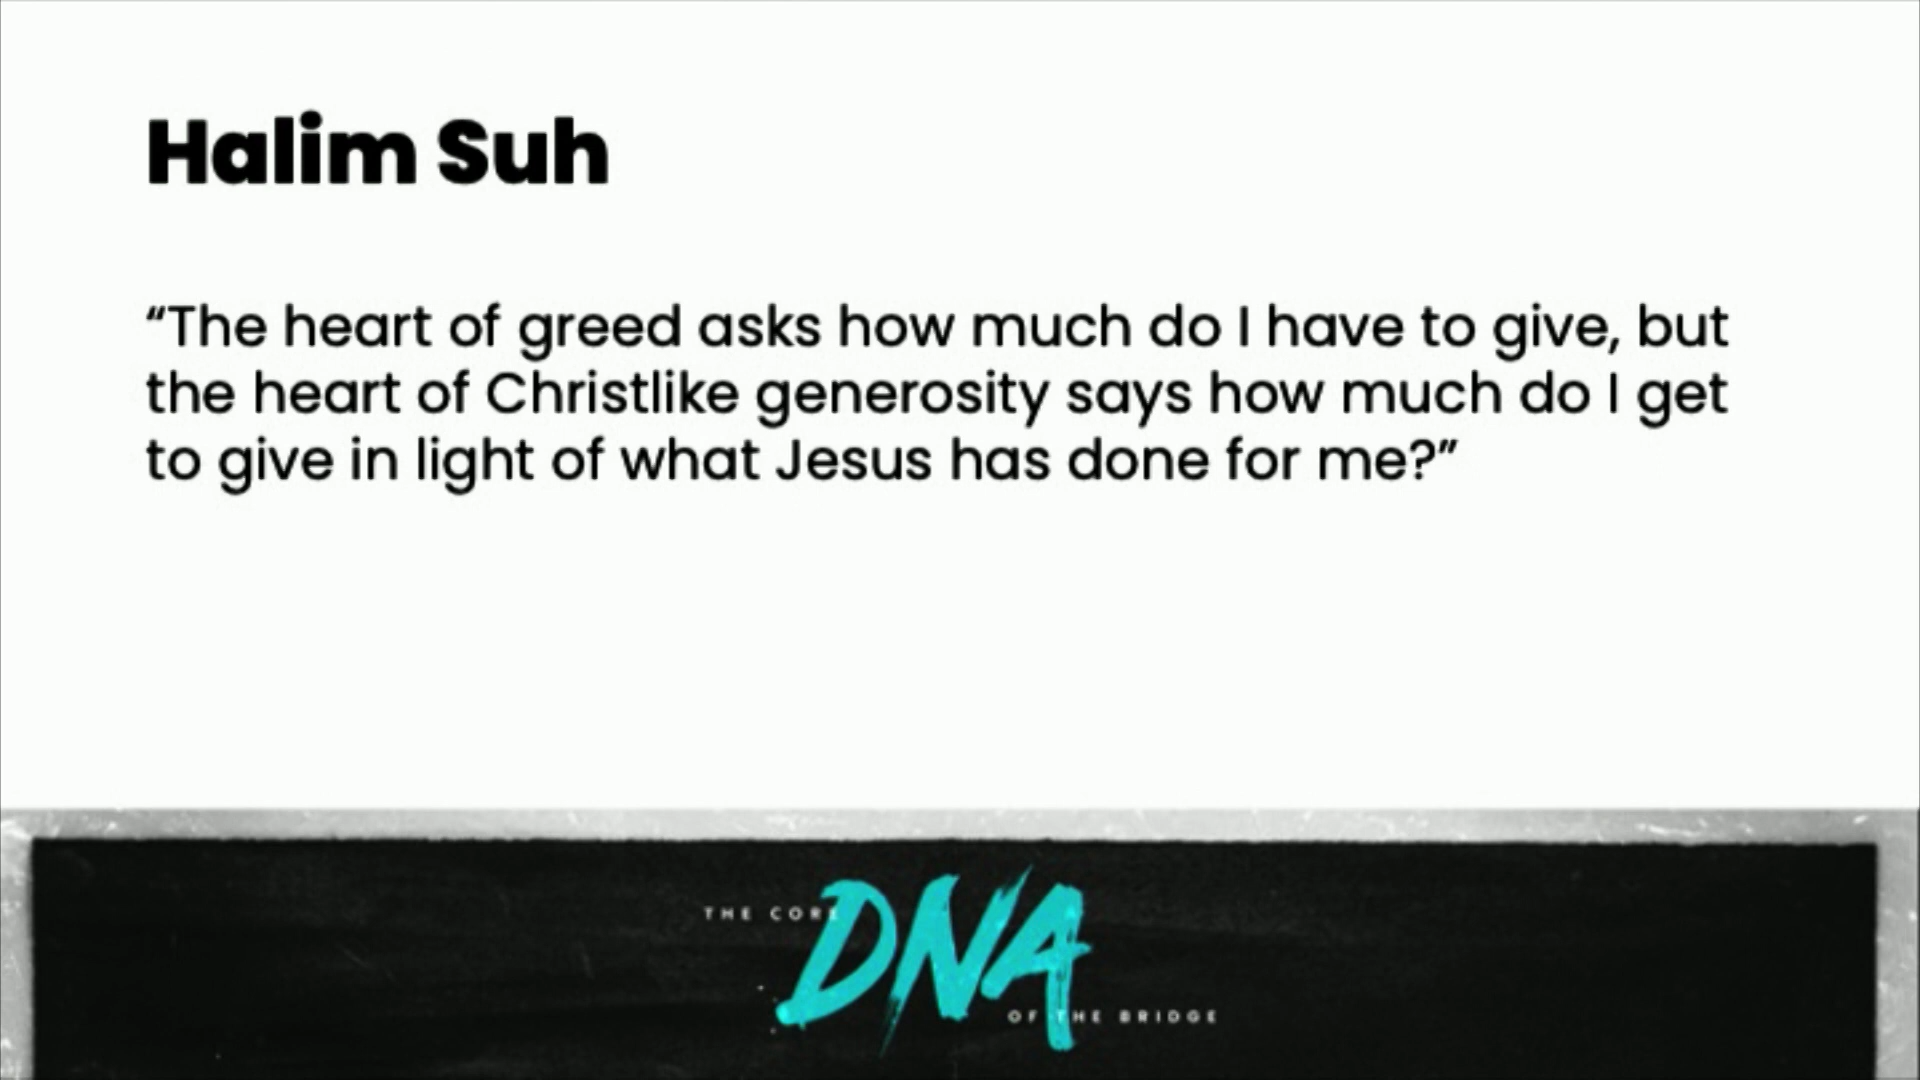 Halim Suh
“The heart of greed asks how much do I have to give, but
the heart of Christlike generosity says how much do I get
to give in light of what Jesus has done for me?”
THE CORE
DNA
OF THE BRIDGE